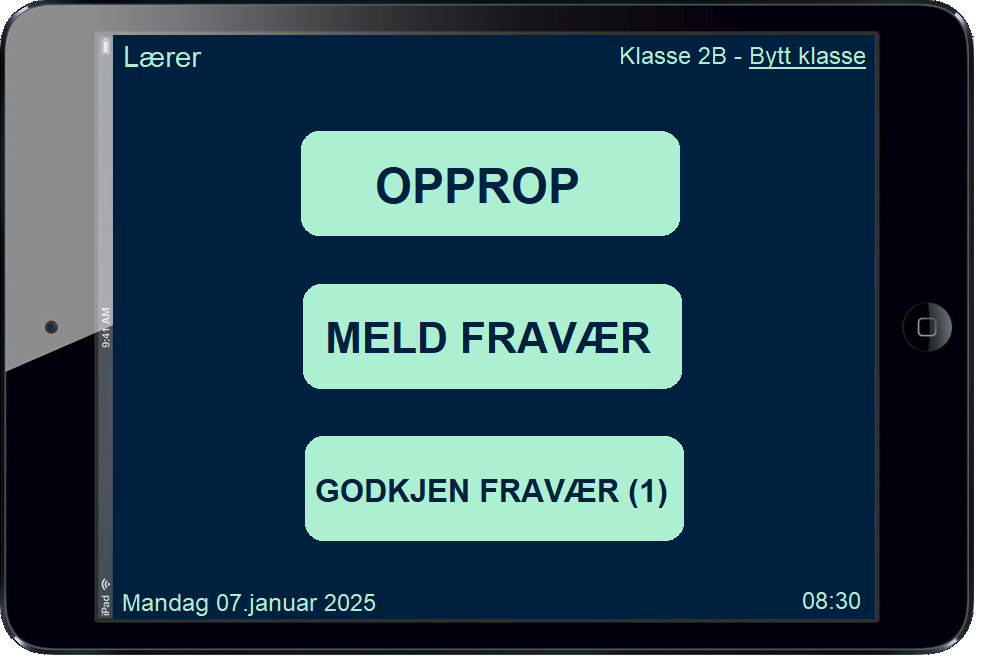 Lærer
Klasse 2B - Bytt klasse
OPPROP
MELD FRAVÆR
GODKJEN FRAVÆR (1)
Mandag 07.januar 2025
08:30
9:41 AM
iPad